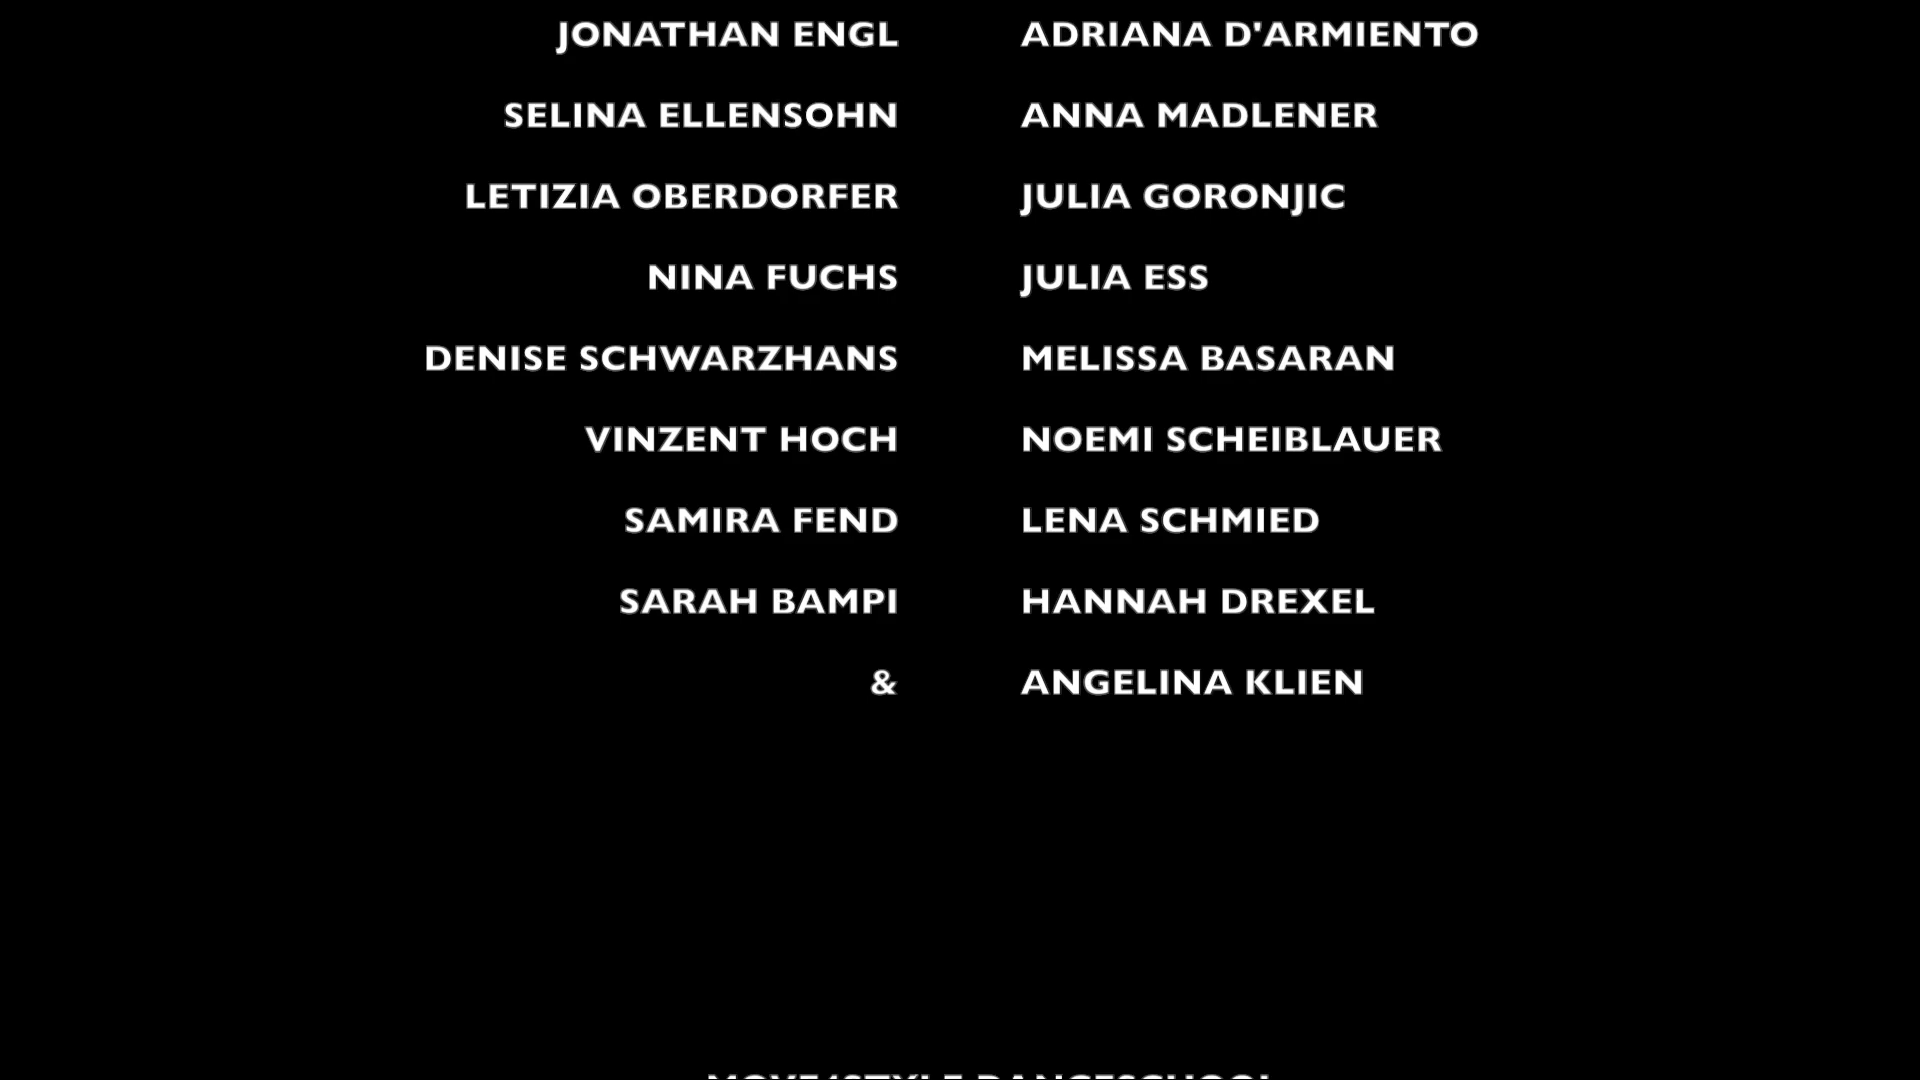 JONATHAN ENGL ADRIANA D'ARMIENTO
SELINA ELLENSOHN ANNA MADLENER
LETIZIA OBERDORFER JULIA GORONJIC
NINA FUCHS JULIA ESS
DENISE SCHWARZHANS MELISSA BASARAN
VINZENT HOCH NOEMI SCHEIBLAUER
SAMIRA FEND LENA SCHMIED
SARAH BAMPI HANNAH DREXEL
& ANGELINA KLIEN